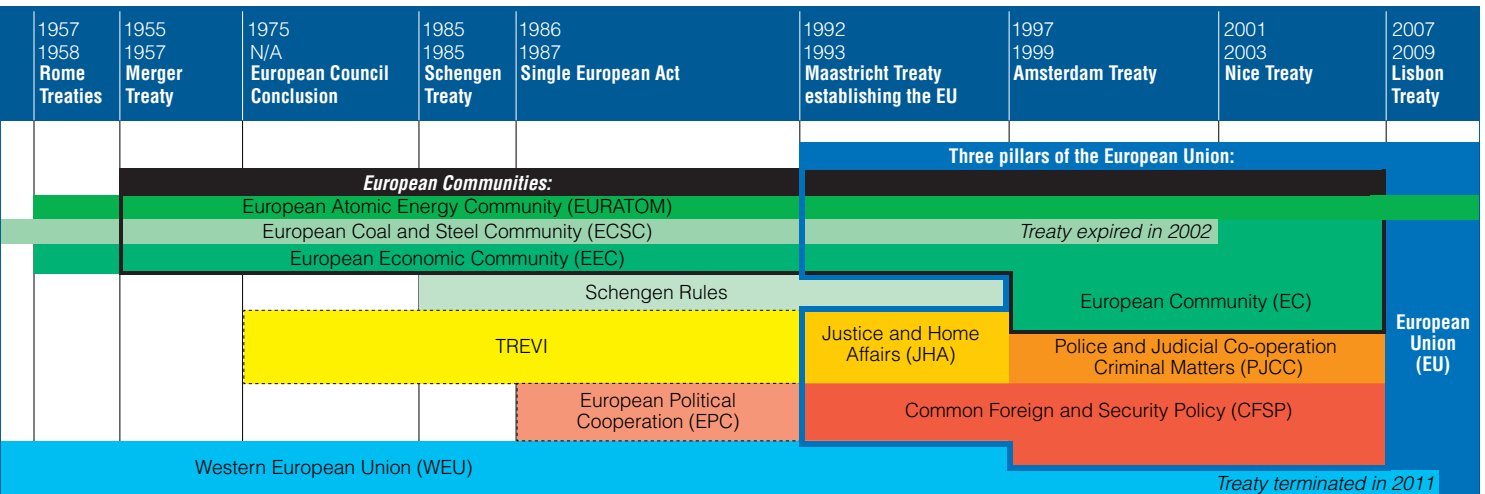 1957
1958
Rome
Treaties
1955
1957
Merger
Treaty
1975
N/A
European Council
Conclusion
1985
1985
Schengen
Treaty
1986
1987
Single European Act
1992
1993
Maastricht Treaty
establishing the EU
1997
1999
Amsterdam Treaty
2001
2003
Nice Treaty
2007
2009
Lisbon
Treaty
Three pillars of the European Union:
European Communities:
European Atomic Energy Community (EURATOM)
European Coal and Steel Community (ECSC)
Treaty expired in 2002
European Economic Community (EEC)
Schengen Rules
European Community (EC)
European
Union
(EU)
TREVI
Justice and Home
Affairs (JHA)
Police and Judicial Co-operation
Criminal Matters (PJCC)
European Political
Cooperation (EPC)
Common Foreign and Security Policy (CFSP)
Western European Union (WEU)
Treaty terminated in 2011